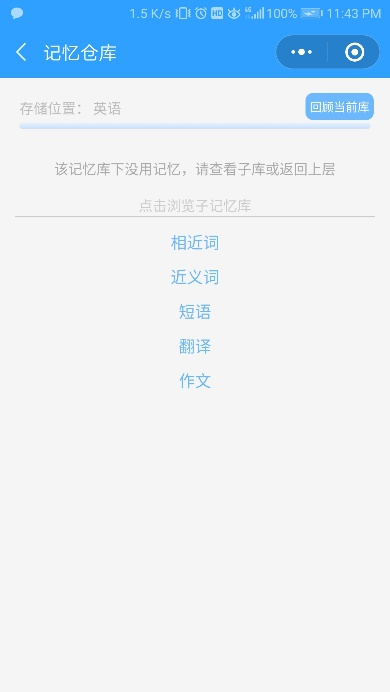 1.5 K/s HD 4G 100% 11:43 PM
记忆仓库
存储位置： 英语
回顾当前库
该记忆库下没用记忆，请查看子库或返回上层
点击浏览子记忆库
相近词
近义词
短语
翻译
作文